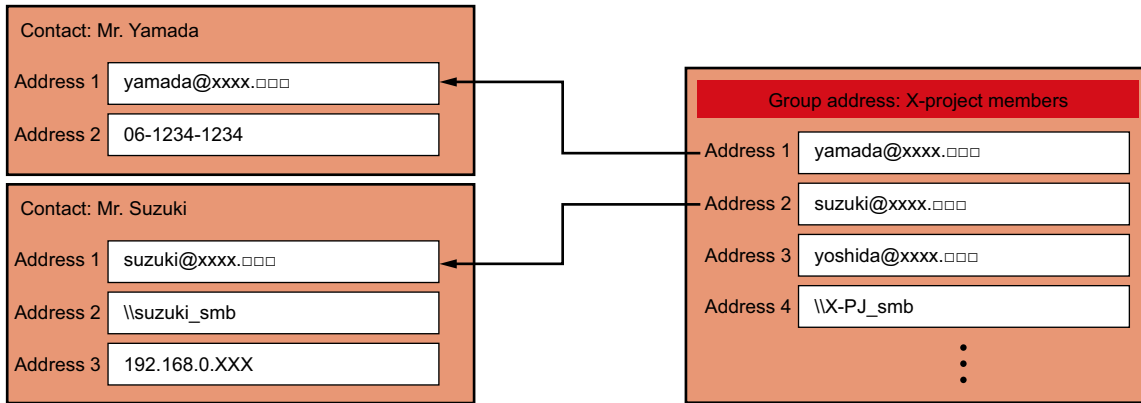 Contact: Mr. Yamada
Address 1 yamada@xxxx.□□□
Address 2 06-1234-1234
Contact: Mr. Suzuki
Address 1 suzuki@xxxx.□□□
Address 2 \\suzuki_smb
Address 3 192.168.0.XXX
Group address: X-project members
Address 1 yamada@xxxx.□□□
Address 2 suzuki@xxxx.□□□
Address 3 yoshida@xxxx.□□□
Address 4 \\X-PJ_smb